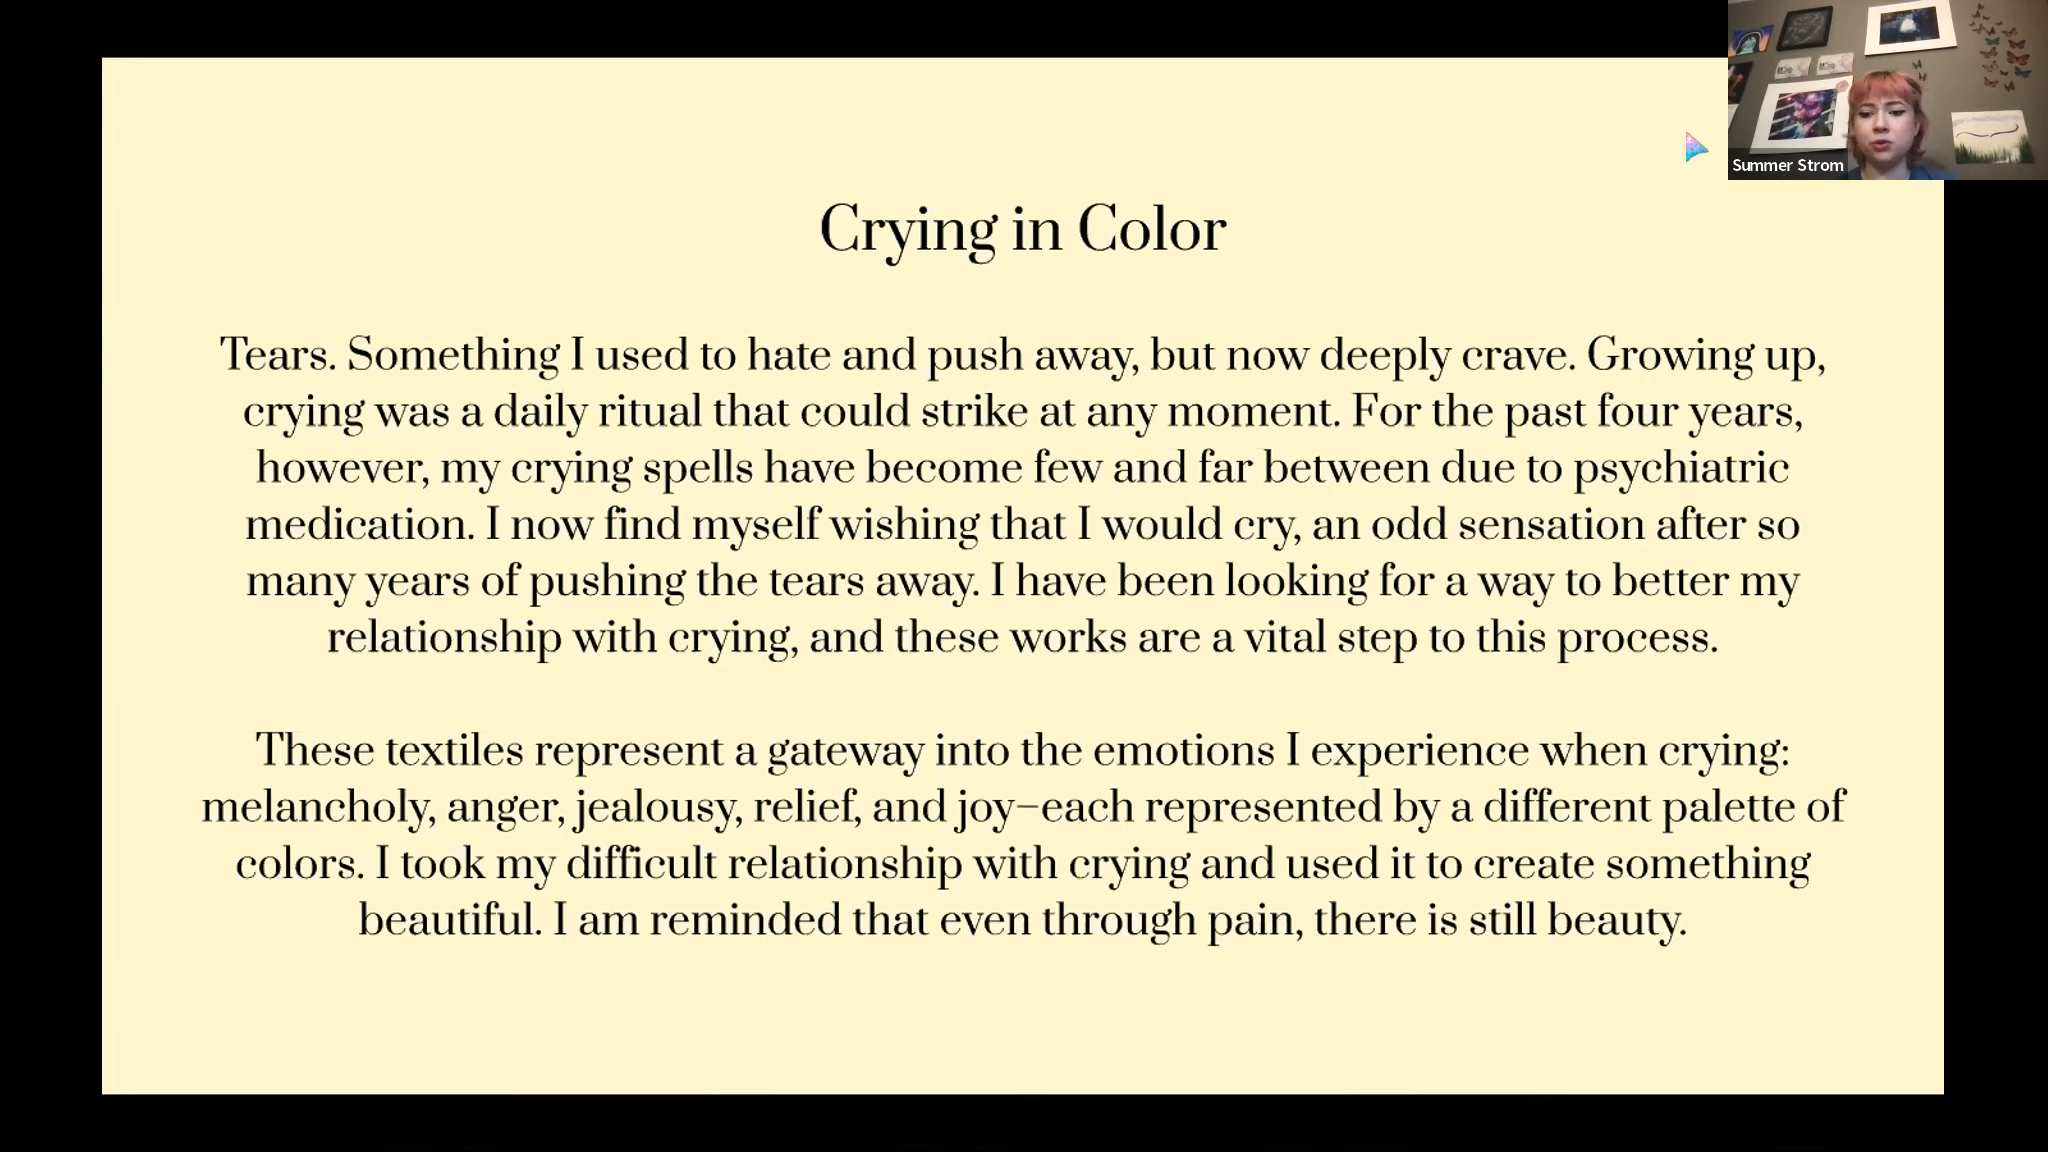 Summer Strom
Crying in Color
Tears. Something I used to hate and push away, but now deeply crave. Growing up,
crying was a daily ritual that could strike at any moment. For the past four years,
however, my crying spells have become few and far between due to psychiatric
medication. I now find myself wishing that I would cry, an odd sensation after so
many years of pushing the tears away. I have been looking for a way to better my
relationship with crying, and these works are a vital step to this process.
These textiles represent a gateway into the emotions I experience when crying:
melancholy, anger, jealousy, relief, and joy—each represented by a different palette of
colors. I took my difficult relationship with crying and used it to create something
beautiful. I am reminded that even through pain, there is still beauty.